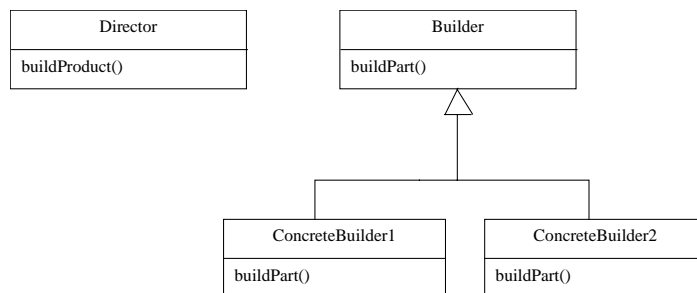 Director
buildProduct()
Builder
buildPart()
ConcreteBuilder1
buildPart()
ConcreteBuilder2
buildPart()